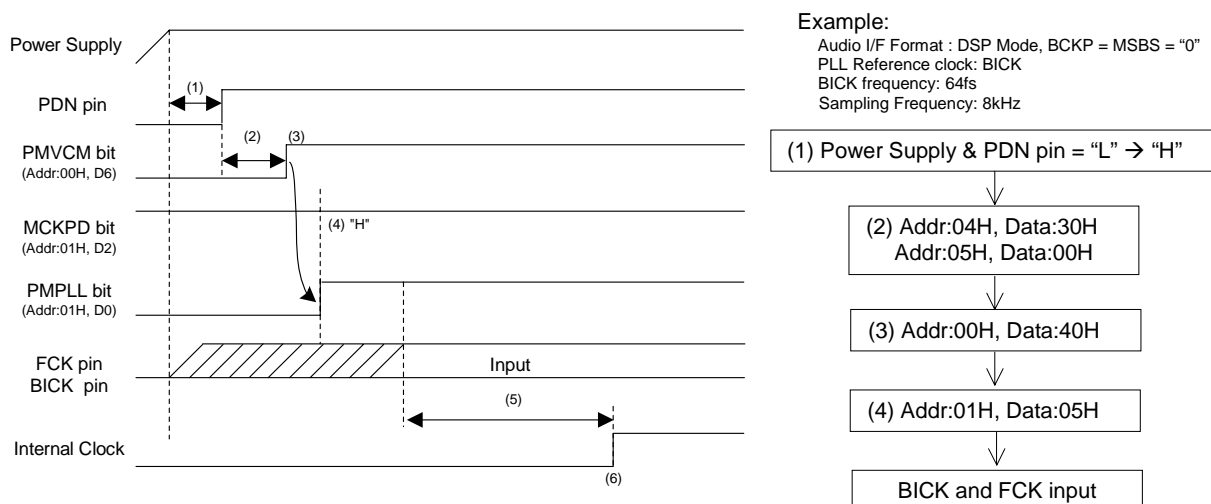 Power Supply
(1)
PDN pin
(2)
(3)
PMVCM bit
(Addr:00H, D6)
(4) "H"
MCKPD bit
(Addr:01H, D2)
PMPLL bit
(Addr:01H, D0)
FCK pin
BICK pin
Input
(5)
Internal Clock
(6)
Example:
Audio I/F Format : DSP Mode, BCKP = MSBS = “0”
PLL Reference clock: BICK
BICK frequency: 64fs
Sampling Frequency: 8kHz
(1) Power Supply & PDN pin = “L” → “H”
(2) Addr:04H, Data:30H
Addr:05H, Data:00H
(3) Addr:00H, Data:40H
(4) Addr:01H, Data:05H
BICK and FCK input